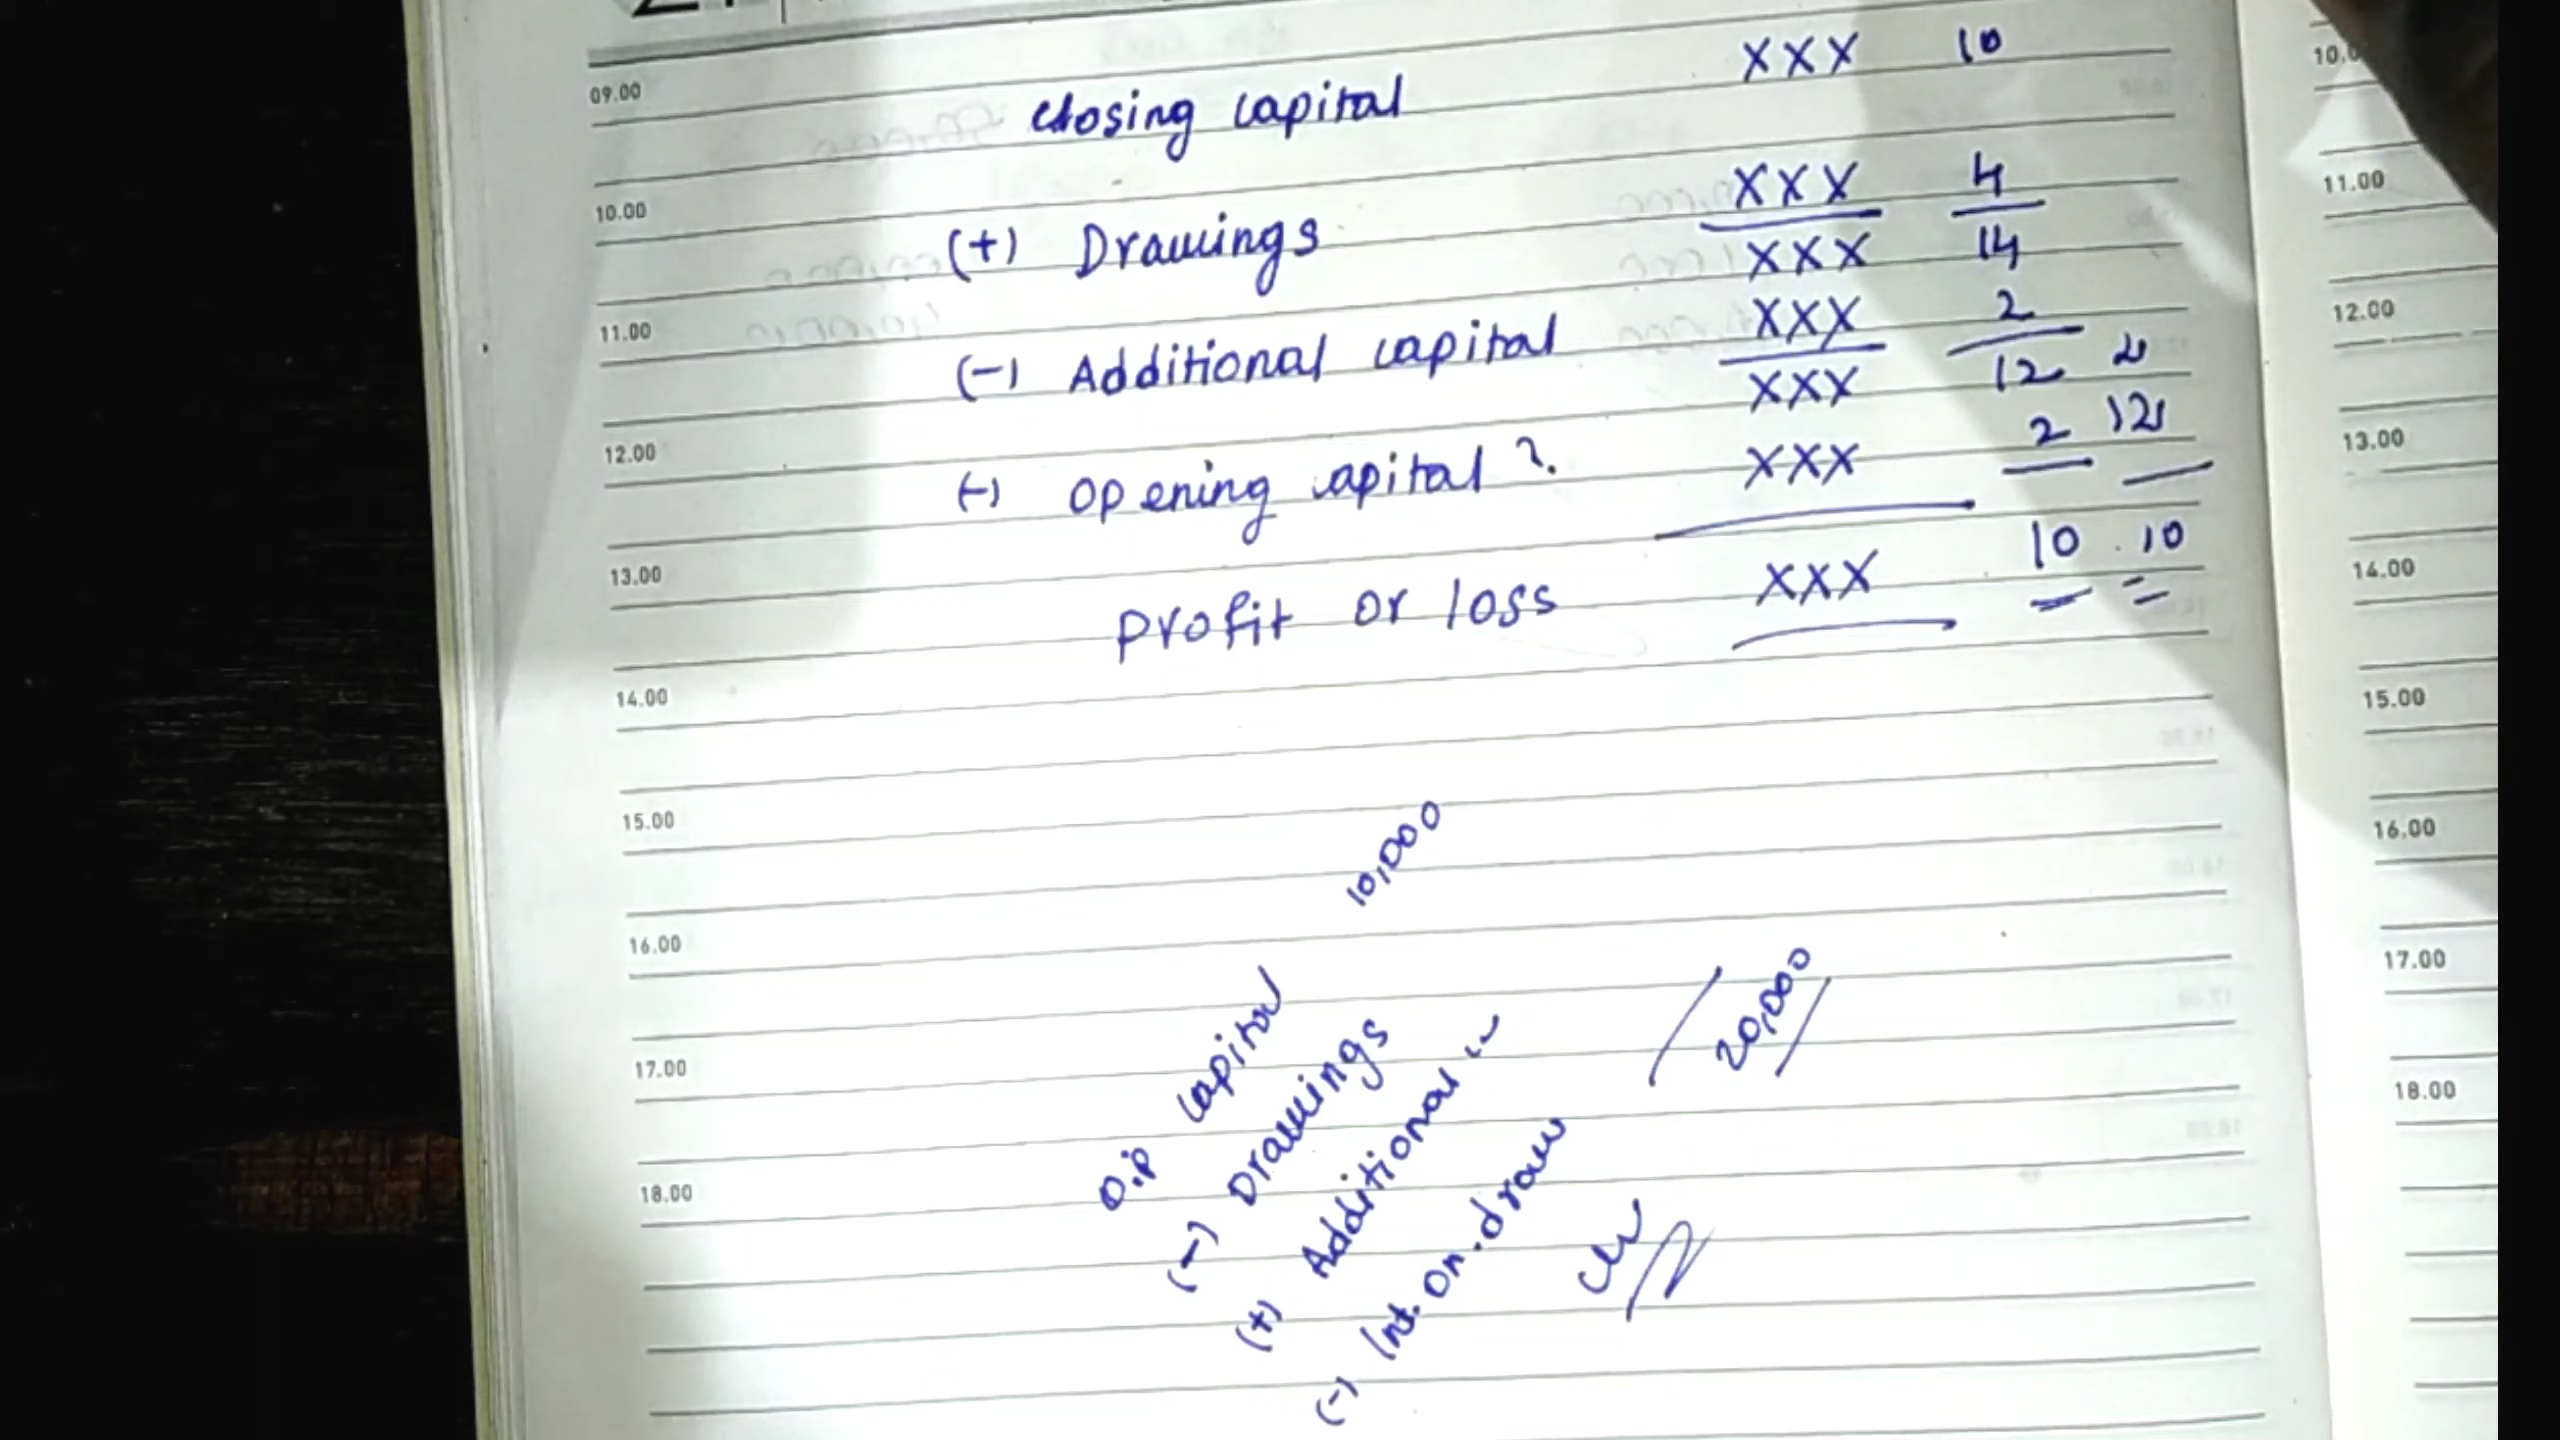 09.00 closing capital XXX 10
10.00 (+) Drawings XXX 4
XXX 14
11.00 (-) Additional capital XXX 2
XXX 12 2
12.00 (-) Opening capital ?. XXX 2 12
13.00 Profit or loss XXX 10 10
14.00
15.00
16.00
17.00
18.00
O.P capital 10,000
(-) Drawings
(+) Additional "
(-) Int. on. draw
20,000
11.00
12.00
13.00
14.00
15.00
16.00
17.00
18.00